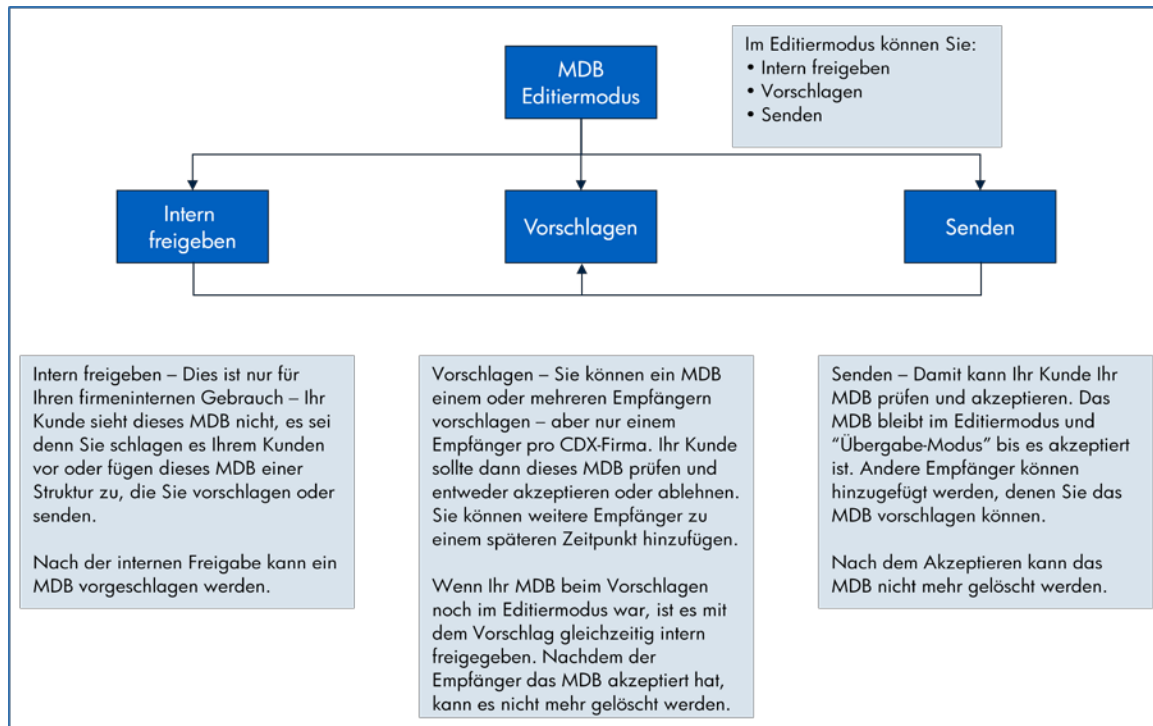 MDB
Editiermodus
Im Editiermodus können Sie:
• Intern freigeben
• Vorschlagen
• Senden
Intern
freigeben
Vorschlagen
Senden
Intern freigeben – Dies ist nur für
Ihren firmeninternen Gebrauch – Ihr
Kunde sieht dieses MDB nicht, es sei
denn Sie schlagen es Ihrem Kunden
vor oder fügen dieses MDB einer
Struktur zu, die Sie vorschlagen oder
senden.
Nach der internen Freigabe kann ein
MDB vorgeschlagen werden.
Vorschlagen – Sie können ein MDB
einem oder mehreren Empfängern
vorschlagen – aber nur einem
Empfänger pro CDX-Firma. Ihr Kunde
sollte dann dieses MDB prüfen und
entweder akzeptieren oder ablehnen.
Sie können weitere Empfänger zu
einem späteren Zeitpunkt hinzufügen.
Wenn Ihr MDB beim Vorschlagen
noch im Editiermodus war, ist es mit
dem Vorschlag gleichzeitig intern
freigegeben. Nachdem der
Empfänger das MDB akzeptiert hat,
kann es nicht mehr gelöscht werden.
Senden – Damit kann Ihr Kunde Ihr
MDB prüfen und akzeptieren. Das
MDB bleibt im Editiermodus und
“Übergabe-Modus” bis es akzeptiert
ist. Andere Empfänger können
hinzugefügt werden, denen Sie das
MDB vorschlagen können.
Nach dem Akzeptieren kann das
MDB nicht mehr gelöscht werden.